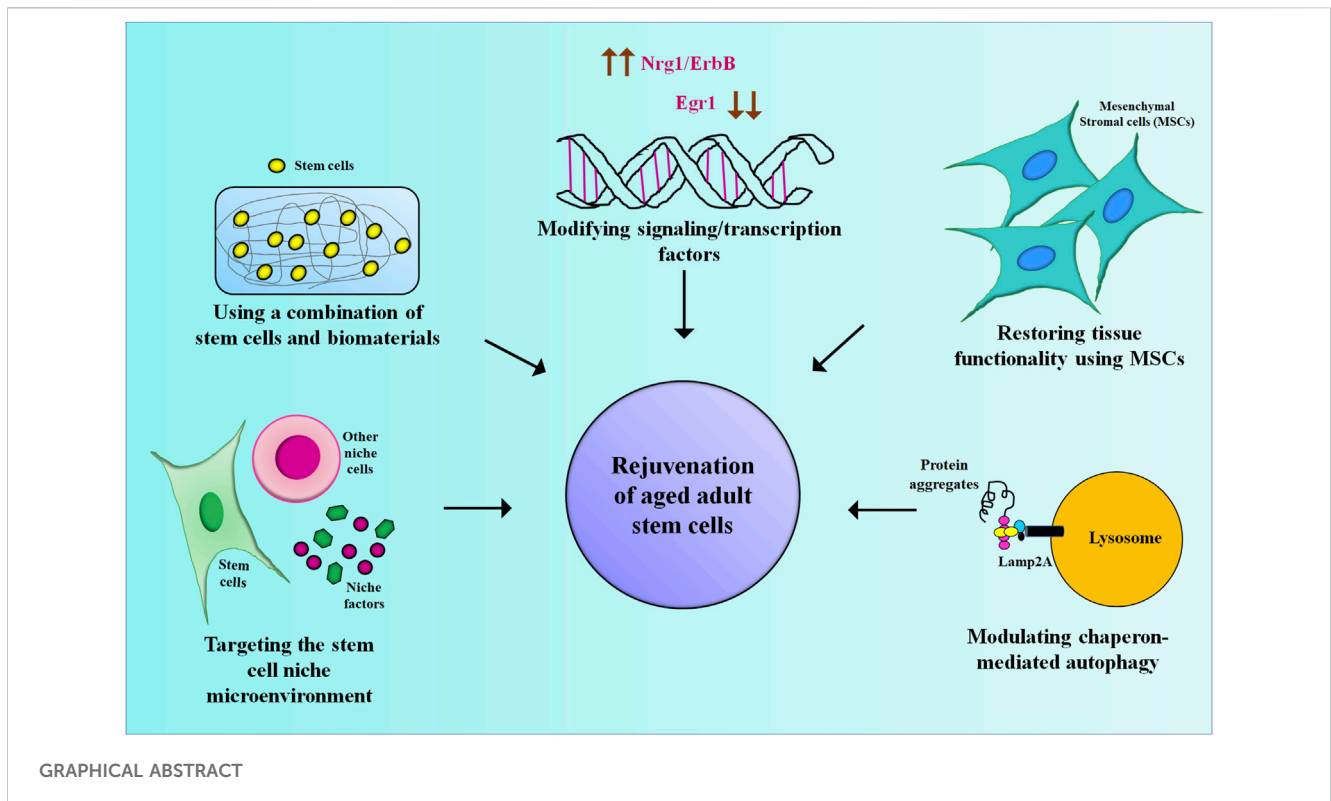 Nrg1/ErbB
Egr1
Modifying signaling/transcription
factors
Stem cells
Using a combination of
stem cells and biomaterials
Mesenchymal
Stromal cells (MSCs)
Restoring tissue
functionality using MSCs
Other
niche
cells
Stem
cells
Niche
factors
Targeting the stem
cell niche
microenvironment
Rejuvenation
of aged adult
stem cells
Protein
aggregates
Lamp2A
Lysosome
Modulating chaperon-
mediated autophagy
GRAPHICAL ABSTRACT